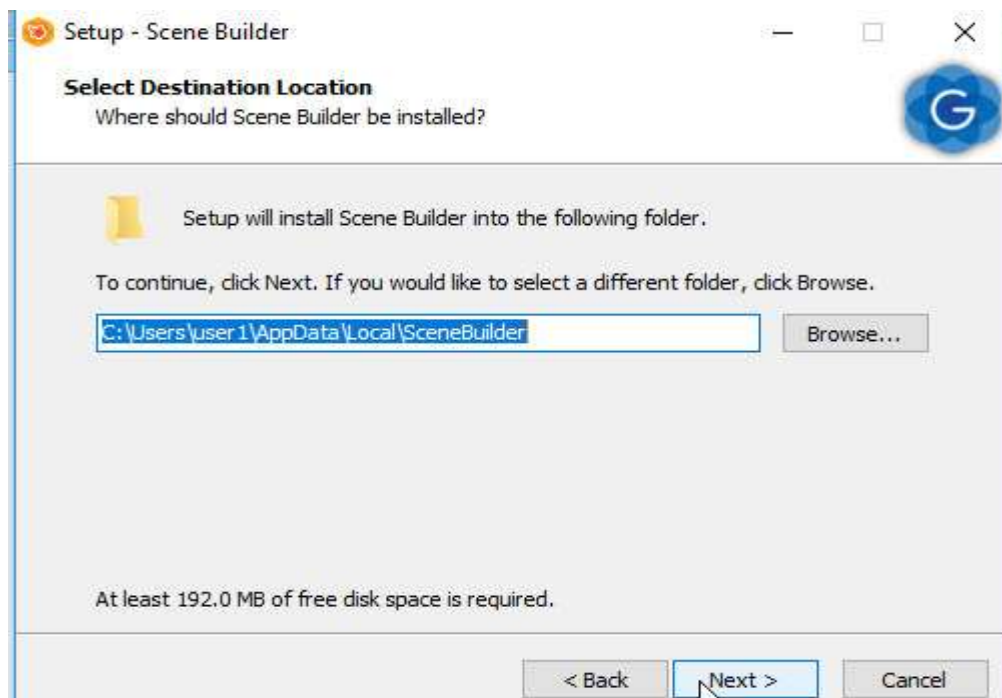 Setup - Scene Builder
Select Destination Location
Where should Scene Builder be installed?
G
Setup will install Scene Builder into the following folder.
To continue, click Next. If you would like to select a different folder, click Browse.
C:\Users\user1\AppData\Local\SceneBuilder
Browse...
At least 192.0 MB of free disk space is required.
< Back Next > Cancel